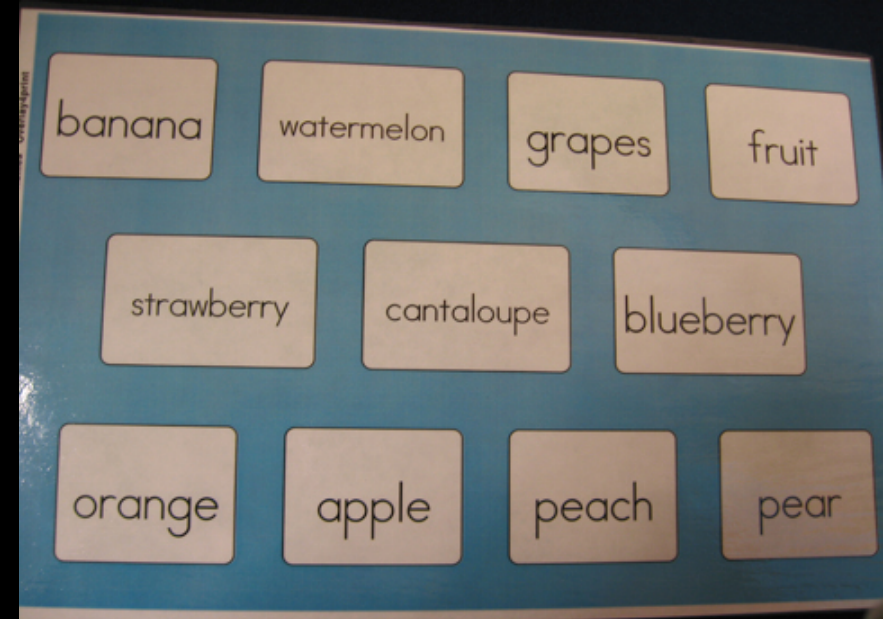 banana watermelon grapes fruit
strawberry cantaloupe blueberry
orange apple peach pear